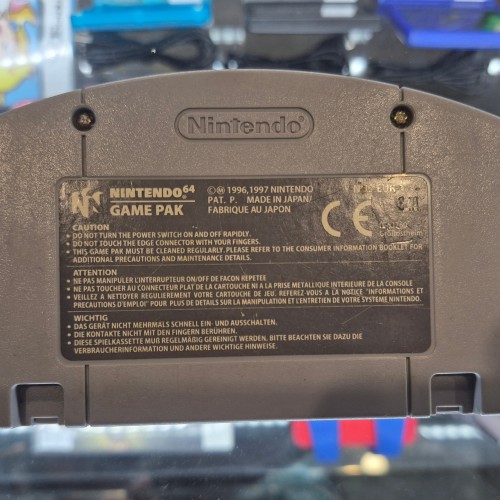 Nintendo
NINTENDO 64
GAME PAK
©Ⓜ 1996,1997 NINTENDO
PAT. P. MADE IN JAPAN/
FABRIQUE AU JAPON
CE
CAUTION
• DO NOT TURN THE POWER SWITCH ON AND OFF RAPIDLY.
• DO NOT TOUCH THE EDGE CONNECTOR WITH YOUR FINGERS.
• THIS GAME PAK MUST BE CLEANED REGULARLY. PLEASE REFER TO THE CONSUMER INFORMATION BOOKLET FOR
ADDITIONAL PRECAUTIONS AND MAINTENANCE DETAILS.
ATTENTION
• NE PAS MANIPULER L'INTERRUPTEUR ON/OFF DE FACON REPETEE
• NE PAS TOUCHER AU CONNECTEUR PLAT DE LA CARTOUCHE NI A LA PRISE METALLIQUE INTERIEURE DE LA CONSOLE
• VEILLEZ A NETTOYER REGULIEREMENT VOTRE CARTOUCHE DE JEU. REFEREZ-VOUS A LA NOTICE "INFORMATIONS ET
PRECAUTIONS D'EMPLOI" POUR PLUS DE DETAILS SUR LA MANIPULATION ET L'ENTRETIEN DE VOTRE SYSTEME NINTENDO.
WICHTIG
• DAS GERÄT NICHT MEHRMALS SCHNELL EIN- UND AUSSCHALTEN.
• DIE KONTAKTE NICHT MIT DEN FINGERN BERÜHREN.
• DIESE SPIELKASSETTE MUß REGELMÄßIG GEREINIGT WERDEN. BITTE BEACHTEN SIE DAZU DIE
VERBRAUCHERINFORMATION UND ANDERE WICHTIGE HINWEISE.